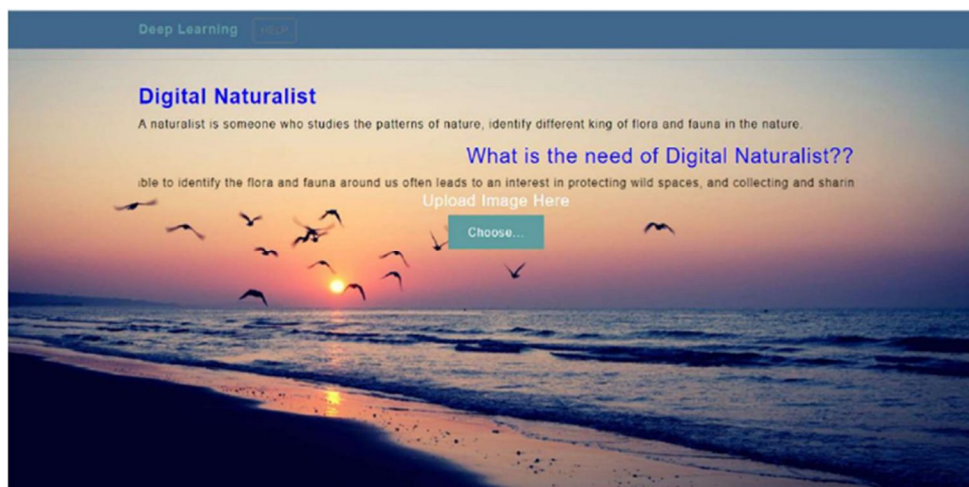 Deep Learning HELP
Digital Naturalist
A naturalist is someone who studies the patterns of nature, identify different king of flora and fauna in the nature.
What is the need of Digital Naturalist??
ible to identify the flora and fauna around us often leads to an interest in protecting wild spaces, and collecting and sharin
Upload Image Here
Choose...